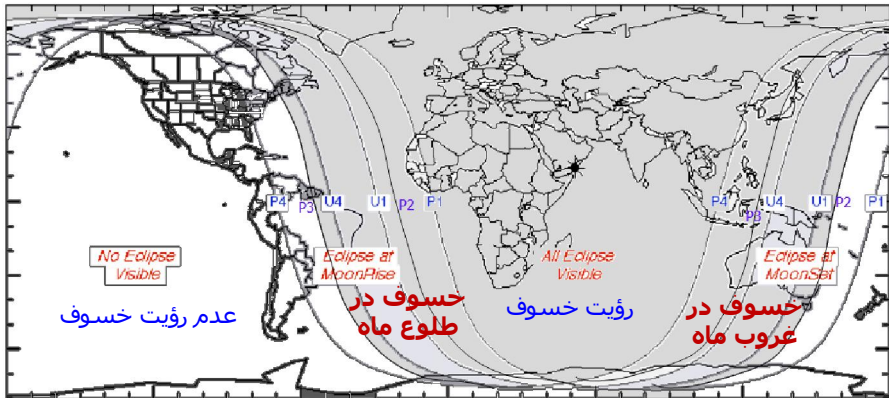 P4 P3 U4 U1 P2 P1 P4 P3 U4 U1 P2 P1
No Eclipse
Visible
Eclipse at
MoonRise
All Eclipse
Visible
Eclipse at
MoonSet
عدم رؤیت خسوف
خسوف در
طلوع ماه
رؤیت خسوف
خسوف در
غروب ماه